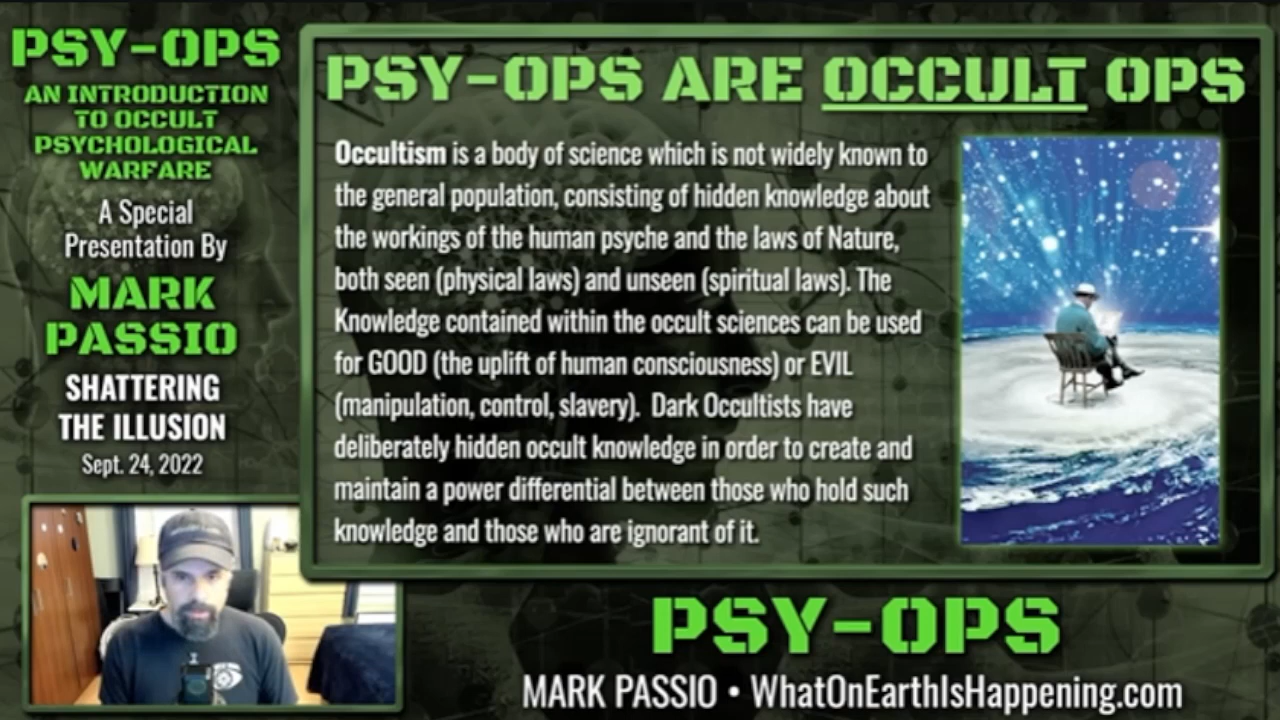 PSY-OPS
AN INTRODUCTION
TO OCCULT
PSYCHOLOGICAL
WARFARE
A Special
Presentation By
MARK
PASSIO
SHATTERING
THE ILLUSION
Sept. 24, 2022
PSY-OPS ARE OCCULT OPS
Occultism is a body of science which is not widely known to
the general population, consisting of hidden knowledge about
the workings of the human psyche and the laws of Nature,
both seen (physical laws) and unseen (spiritual laws). The
Knowledge contained within the occult sciences can be used
for GOOD (the uplift of human consciousness) or EVIL
(manipulation, control, slavery). Dark Occultists have
deliberately hidden occult knowledge in order to create and
maintain a power differential between those who hold such
knowledge and those who are ignorant of it.
PSY-OPS
MARK PASSIO • WhatOnEarthIsHappening.com